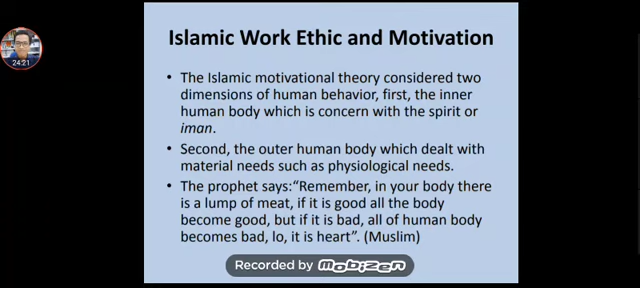 Islamic Work Ethic and Motivation
• The Islamic motivational theory considered two
dimensions of human behavior, first, the inner
human body which is concern with the spirit or
iman.
• Second, the outer human body which dealt with
material needs such as physiological needs.
• The prophet says:“Remember, in your body there
is a lump of meat, if it is good all the body
become good, but if it is bad, all of human body
becomes bad, lo, it is heart”. (Muslim)
24:21
Recorded by mobizen